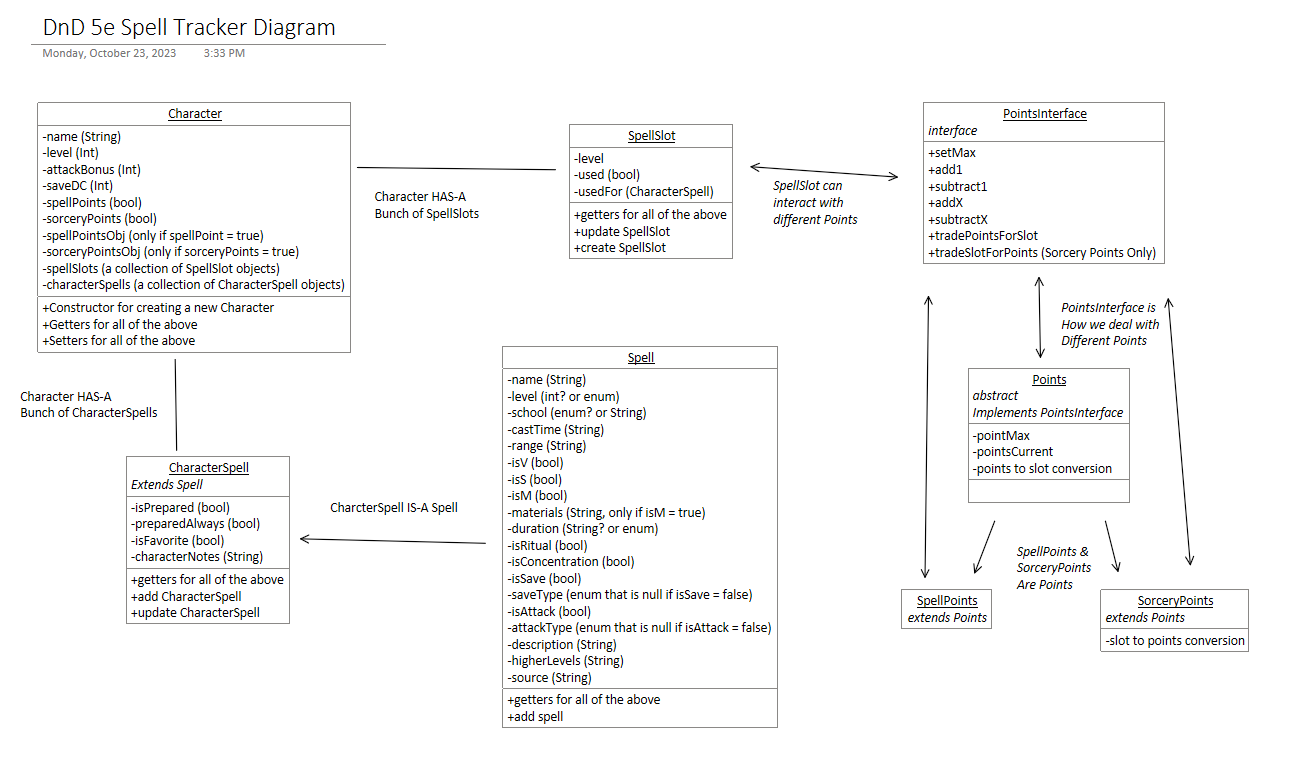 DnD 5e Spell Tracker Diagram
Monday, October 23, 2023 3:33 PM
Character
-name (String)
-level (Int)
-attackBonus (Int)
-saveDC (Int)
-spellPoints (bool)
-sorceryPoints (bool)
-spellPointsObj (only if spellPoint = true)
-sorceryPointsObj (only if sorceryPoints = true)
-spellSlots (a collection of SpellSlot objects)
-characterSpells (a collection of CharacterSpell objects)
+Constructor for creating a new Character
+Getters for all of the above
+Setters for all of the above
Character HAS-A
Bunch of SpellSlots
SpellSlot
-level
-used (bool)
-usedFor (CharacterSpell)
+getters for all of the above
+update SpellSlot
+create SpellSlot
SpellSlot can
interact with
different Points
PointsInterface
interface
+setMax
+add1
+subtract1
+addX
+subtractX
+tradePointsForSlot
+tradeSlotForPoints (Sorcery Points Only)
PointsInterface is
How we deal with
Different Points
Character HAS-A
Bunch of CharacterSpells
CharacterSpell
Extends Spell
-isPrepared (bool)
-preparedAlways (bool)
-isFavorite (bool)
-characterNotes (String)
+getters for all of the above
+add CharacterSpell
+update CharacterSpell
CharcterSpell IS-A Spell
Spell
-name (String)
-level (int? or enum)
-school (enum? or String)
-castTime (String)
-range (String)
-isV (bool)
-isS (bool)
-isM (bool)
-materials (String, only if isM = true)
-duration (String? or enum)
-isRitual (bool)
-isConcentration (bool)
-isSave (bool)
-saveType (enum that is null if isSave = false)
-isAttack (bool)
-attackType (enum that is null if isAttack = false)
-description (String)
-higherLevels (String)
-source (String)
+getters for all of the above
+add spell
Points
abstract
Implements PointsInterface
-pointMax
-pointsCurrent
-points to slot conversion
SpellPoints &
SorceryPoints
Are Points
SpellPoints
extends Points
SorceryPoints
extends Points
-slot to points conversion